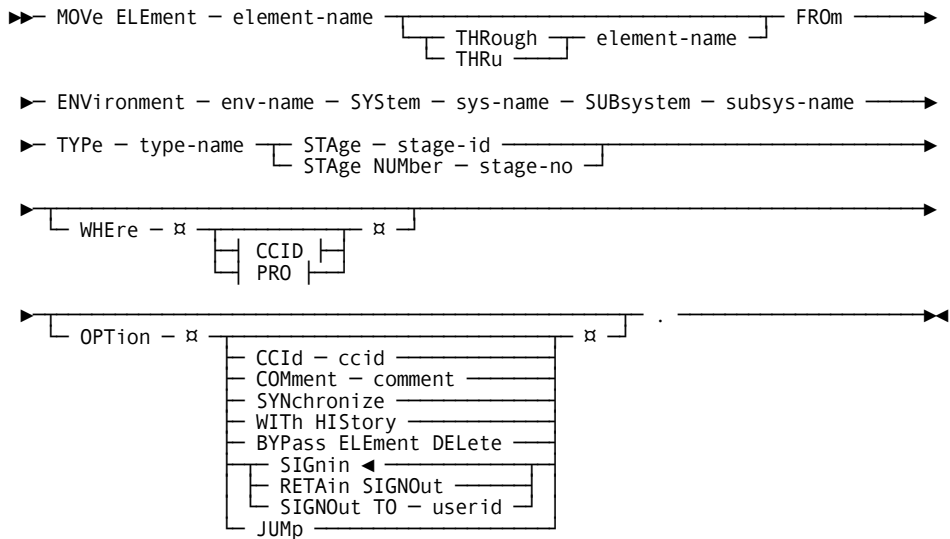 MOVe ELEment — element-name FROm
THRough element-name
THRu
ENVironment — env-name — SYStem — sys-name — SUBsystem — subsys-name
TYPe — type-name STAge — stage-id
STAge NUMber — stage-no
WHEre — ¤ ¤
CCID
PRO
.
OPTion — ¤ ¤
CCId — ccid
COMment — comment
SYNchronize
WITh HIStory
BYPass ELEment DELete
SIGnin ◄
RETAin SIGNOut
SIGNOut TO — userid
JUMp